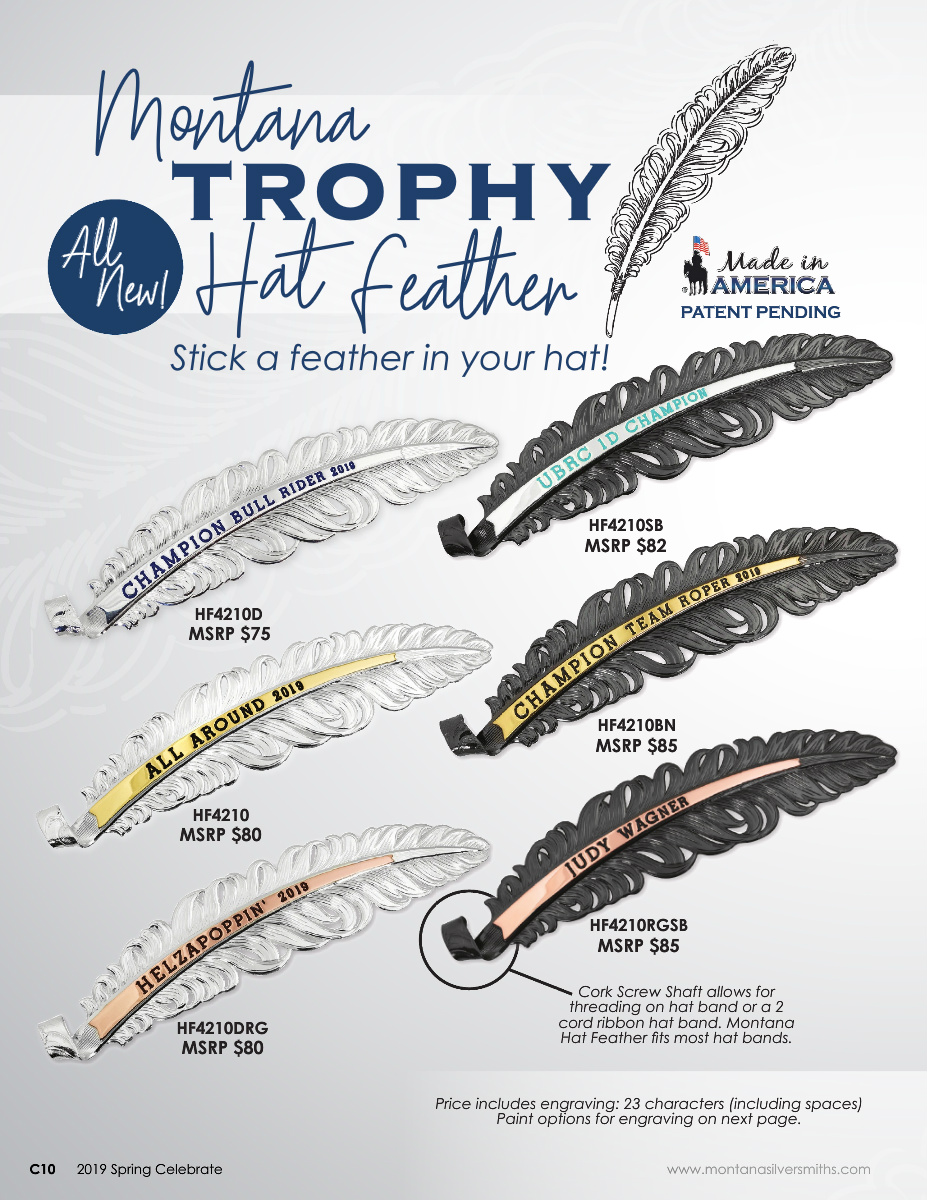 Montana
TROPHY
Hat Feather
All
New!
Stick a feather in your hat!
Made in
AMERICA
PATENT PENDING
UBRC 1D CHAMPION
HF4210SB
MSRP $82
CHAMPION BULL RIDER 2019
HF4210D
MSRP $75
CHAMPION TEAM ROPER 2019
HF4210BN
MSRP $85
ALL AROUND 2019
HF4210
MSRP $80
JUDY WAGNER
HF4210RGSB
MSRP $85
HELZAPOPPIN' 2019
HF4210DRG
MSRP $80
Cork Screw Shaft allows for
threading on hat band or a 2
cord ribbon hat band. Montana
Hat Feather fits most hat bands.
Price includes engraving: 23 characters (including spaces)
Paint options for engraving on next page.
C10 2019 Spring Celebrate
www.montanasilversmiths.com